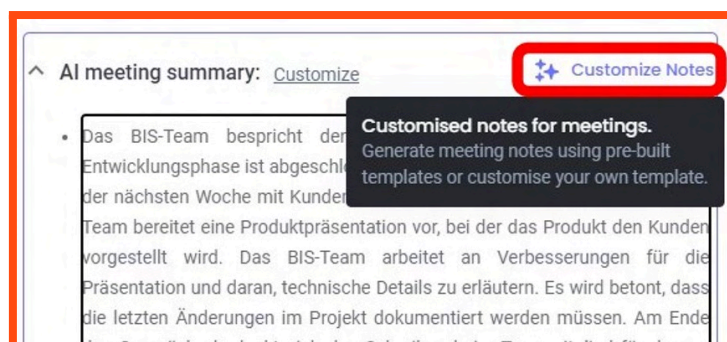 AI meeting summary: Customize
Customize Notes
Customised notes for meetings.
Generate meeting notes using pre-built
templates or customise your own template.
• Das BIS-Team bespricht
Entwicklungsphase ist
der nächsten Woche mit
Team bereitet eine Produktpräsentation vor, bei der das Produkt den Kunden
vorgestellt wird. Das BIS-Team arbeitet an Verbesserungen für die
Präsentation und daran, technische Details zu erläutern. Es wird betont, dass
die letzten Änderungen im Projekt dokumentiert werden müssen. Am Ende